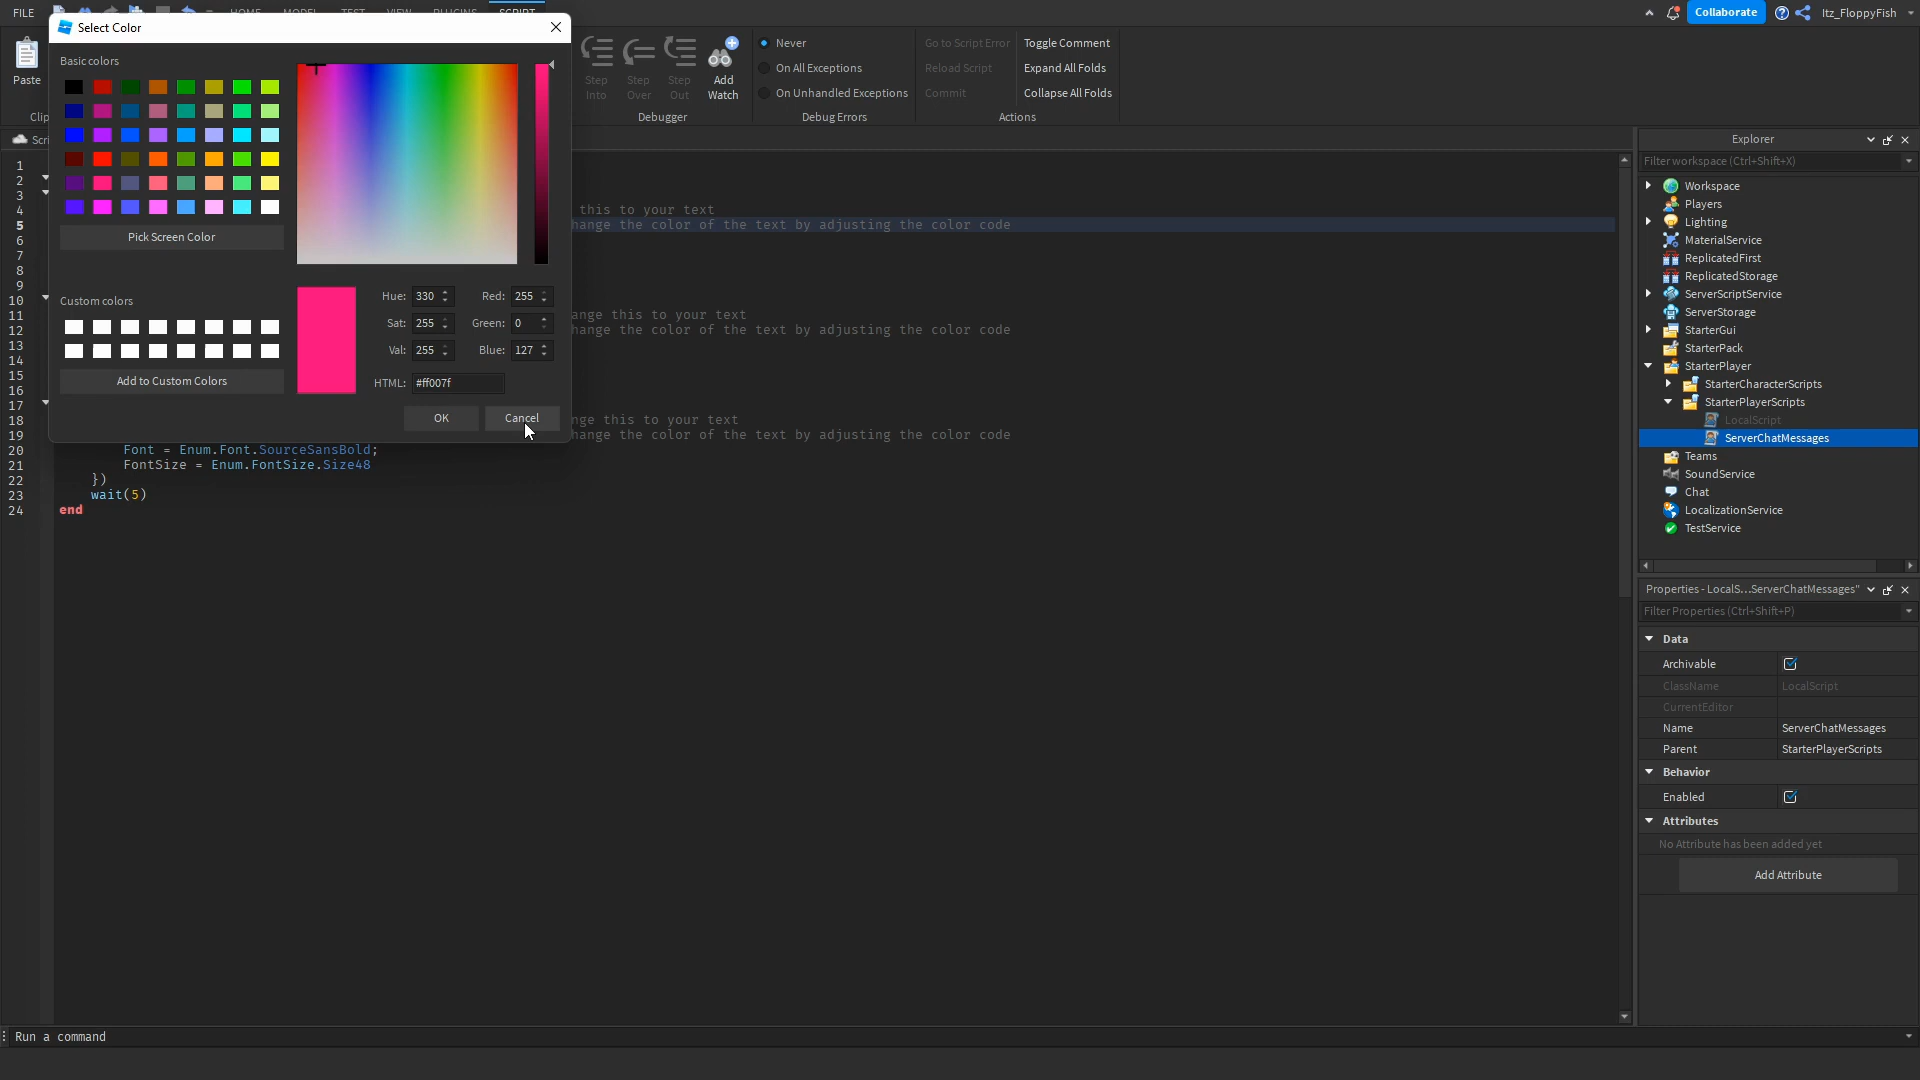 FILE
Collaborate
Itz_FloppyFish
Select Color
Basic colors
Pick Screen Color
Custom colors
Add to Custom Colors
Hue: 330 Red: 255
Sat: 255 Green: 0
Val: 255 Blue: 127
HTML: #ff007f
OK Cancel
Paste
Step Into
Step Over
Step Out
Add Watch
Debugger
Never
On All Exceptions
On Unhandled Exceptions
Debug Errors
Go to Script Error
Reload Script
Commit
Toggle Comment
Expand All Folds
Collapse All Folds
Actions
1
2
3
4 this to your text
5 hange the color of the text by adjusting the color code
6
7
8
9
10
11 ange this to your text
12 hange the color of the text by adjusting the color code
13
14
15
16
17
18 nge this to your text
19 hange the color of the text by adjusting the color code
20 Font = Enum.Font.SourceSansBold;
21 FontSize = Enum.FontSize.Size48
22 })
23 wait(5)
24 end
Run a command
Explorer
Filter workspace (Ctrl+Shift+X)
Workspace
Players
Lighting
MaterialService
ReplicatedFirst
ReplicatedStorage
ServerScriptService
ServerStorage
StarterGui
StarterPack
StarterPlayer
StarterCharacterScripts
StarterPlayerScripts
LocalScript
ServerChatMessages
Teams
SoundService
Chat
LocalizationService
TestService
Properties - LocalS...ServerChatMessages"
Filter Properties (Ctrl+Shift+P)
Data
Archivable
ClassName LocalScript
CurrentEditor
Name ServerChatMessages
Parent StarterPlayerScripts
Behavior
Enabled
Attributes
No Attribute has been added yet
Add Attribute